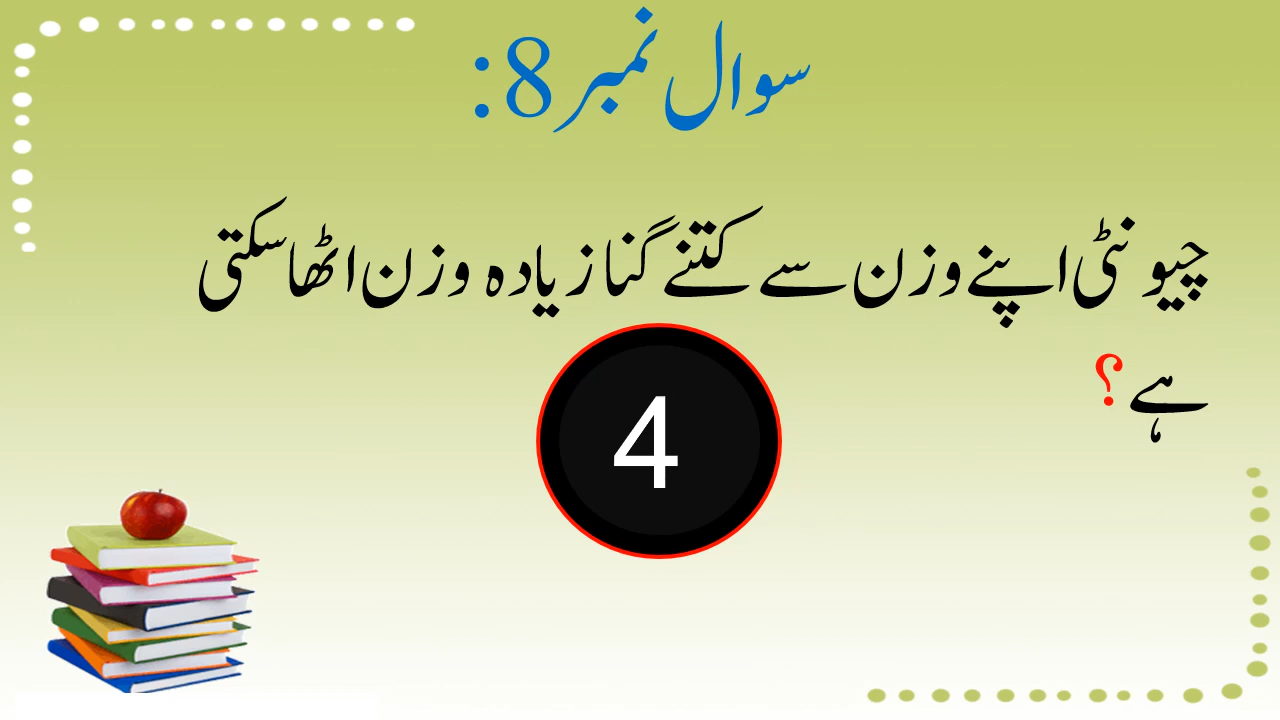 سوال نمبر 8:
چیونٹی اپنے وزن سے کتنے گنا زیادہ وزن اٹھا سکتی
ہے؟
4